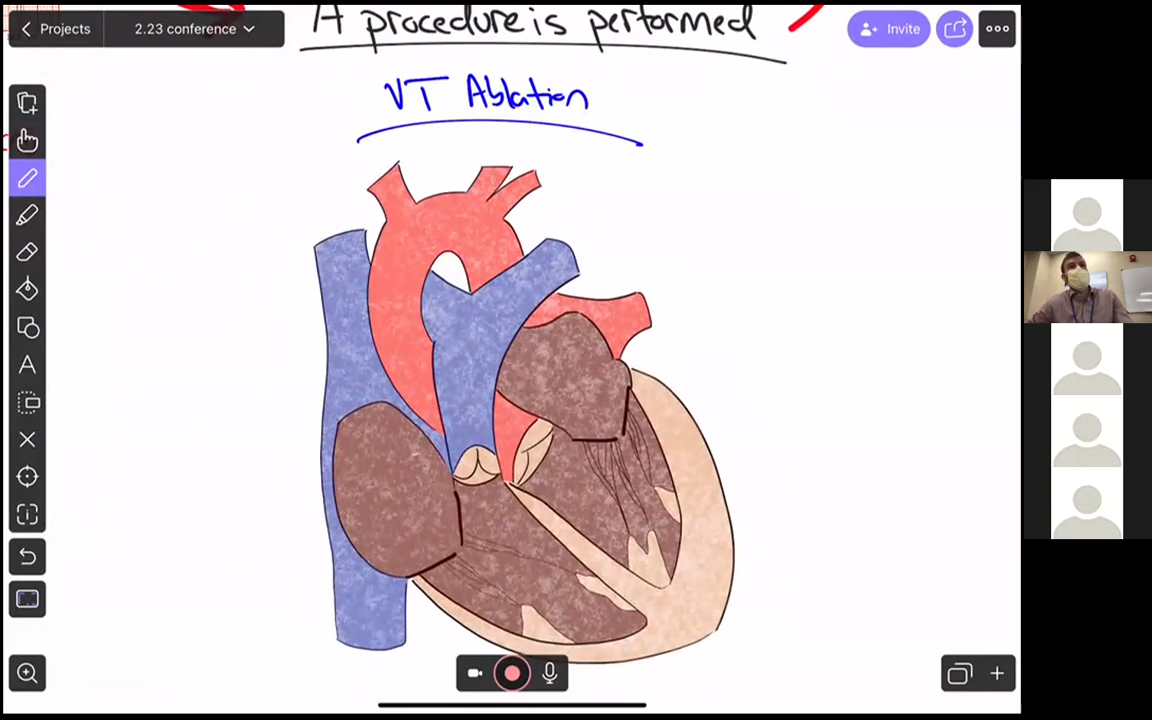 A procedure is performed
Projects
2.23 conference
Invite
VT Ablation
A